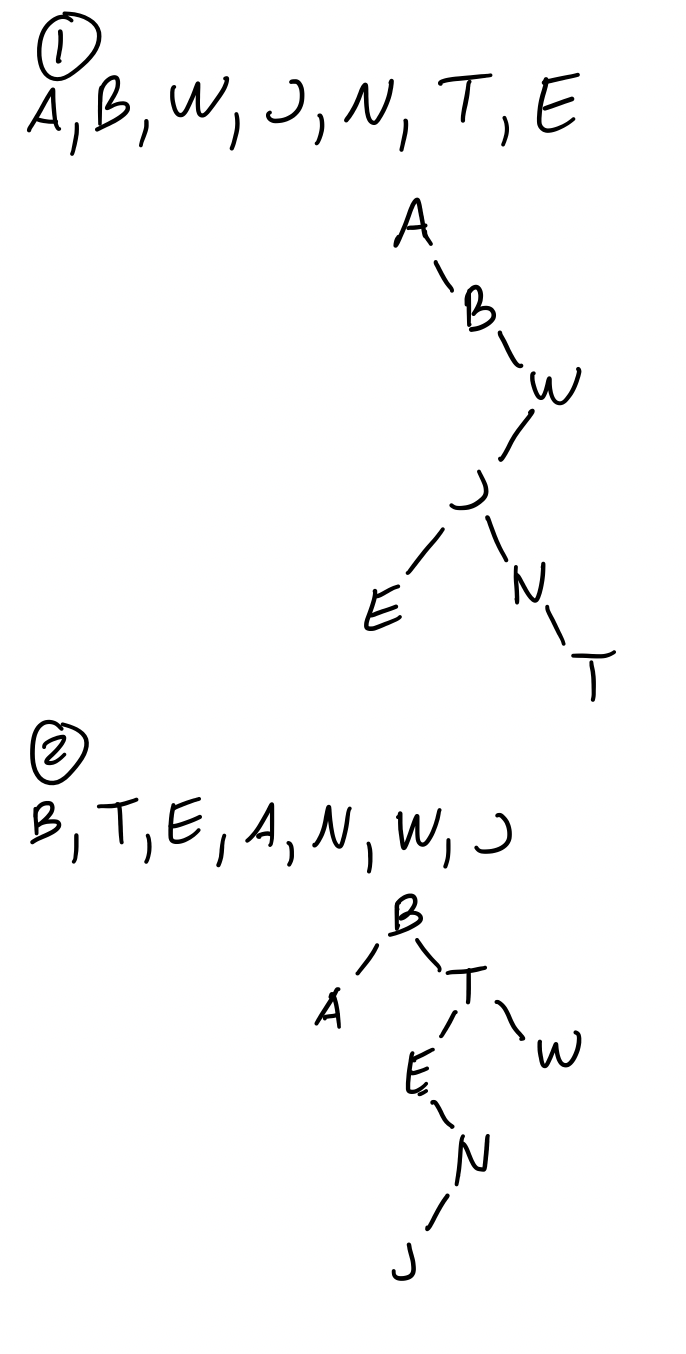 1
A, B, W, J, N, T, E
A
B
W
J
E N
T
2
B, T, E, A, N, W, J
B
T
A
E W
N
J